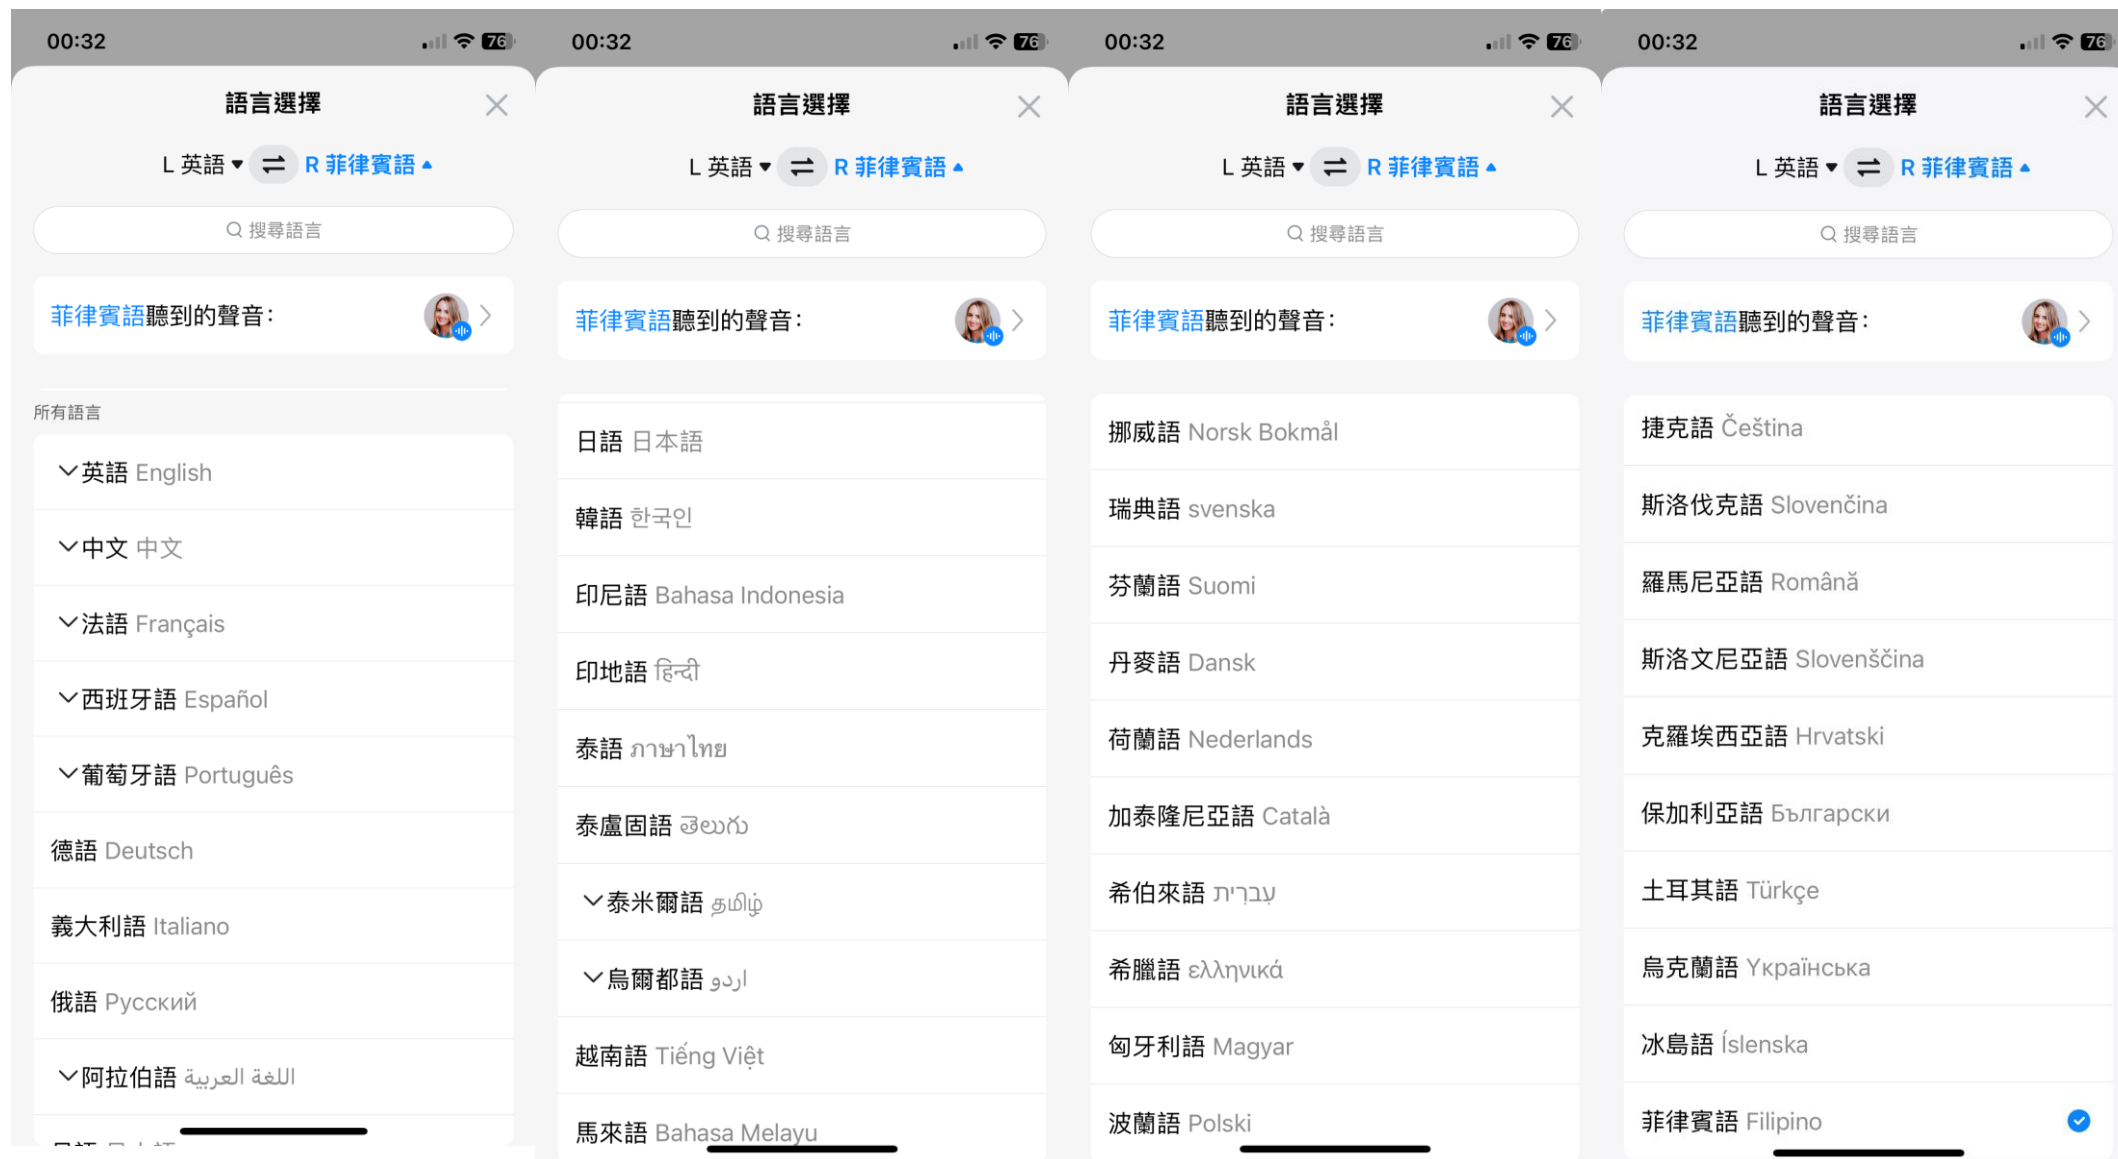 00:32
76
語言選擇
L 英語 ▾ ⇌ R 菲律賓語 ▴
搜尋語言
菲律賓語聽到的聲音：
所有語言
英語 English
中文 中文
法語 Français
西班牙語 Español
葡萄牙語 Português
德語 Deutsch
義大利語 Italiano
俄語 Русский
阿拉伯語 اللغة العربية
00:32
76
語言選擇
L 英語 ▾ ⇌ R 菲律賓語 ▴
搜尋語言
菲律賓語聽到的聲音：
日語 日本語
韓語 한국인
印尼語 Bahasa Indonesia
印地語 हिन्दी
泰語 ภาษาไทย
泰盧固語 తెలుగు
泰米爾語 தமிழ்
烏爾都語 اردو
越南語 Tiếng Việt
馬來語 Bahasa Melayu
00:32
76
語言選擇
L 英語 ▾ ⇌ R 菲律賓語 ▴
搜尋語言
菲律賓語聽到的聲音：
挪威語 Norsk Bokmål
瑞典語 svenska
芬蘭語 Suomi
丹麥語 Dansk
荷蘭語 Nederlands
加泰隆尼亞語 Català
希伯來語 עִברִית
希臘語 ελληνικά
匈牙利語 Magyar
波蘭語 Polski
00:32
76
語言選擇
L 英語 ▾ ⇌ R 菲律賓語 ▴
搜尋語言
菲律賓語聽到的聲音：
捷克語 Čeština
斯洛伐克語 Slovenčina
羅馬尼亞語 Română
斯洛文尼亞語 Slovenščina
克羅埃西亞語 Hrvatski
保加利亞語 Български
土耳其語 Türkçe
烏克蘭語 Українська
冰島語 Íslenska
菲律賓語 Filipino